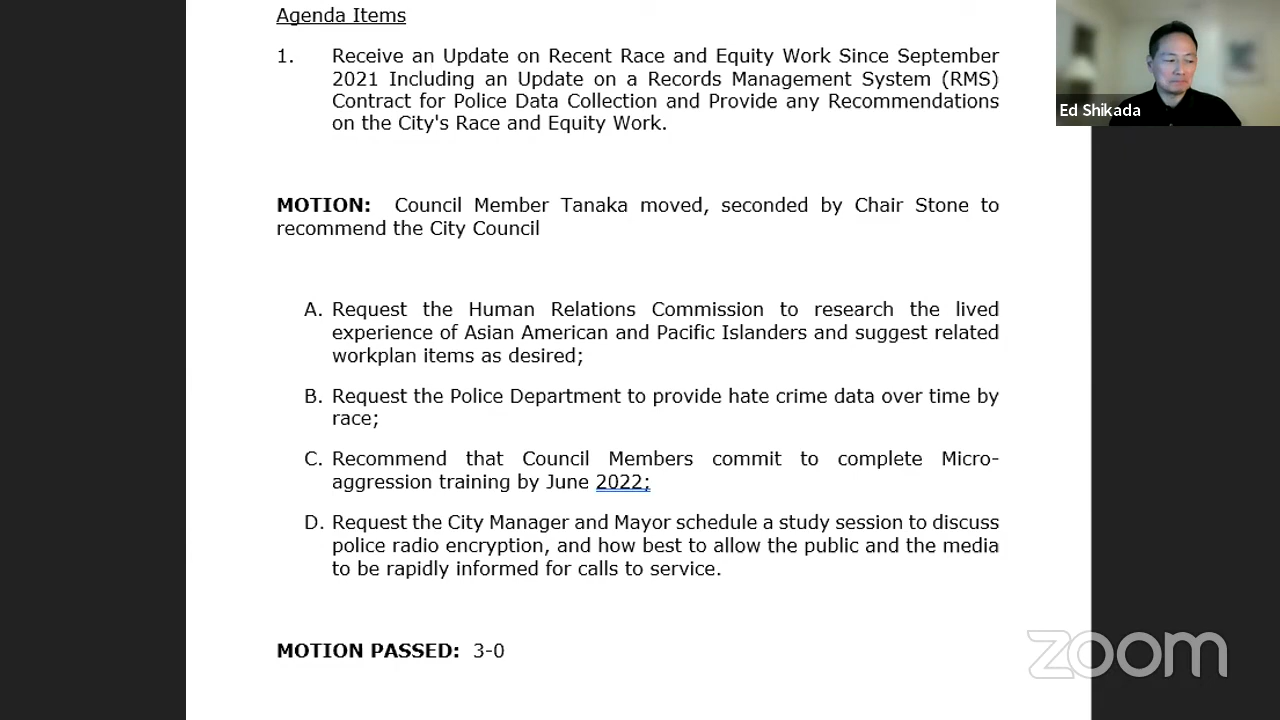 Agenda Items
1. Receive an Update on Recent Race and Equity Work Since September
2021 Including an Update on a Records Management System (RMS)
Contract for Police Data Collection and Provide any Recommendations
on the City's Race and Equity Work.
MOTION: Council Member Tanaka moved, seconded by Chair Stone to
recommend the City Council
A. Request the Human Relations Commission to research the lived
experience of Asian American and Pacific Islanders and suggest related
workplan items as desired;
B. Request the Police Department to provide hate crime data over time by
race;
C. Recommend that Council Members commit to complete Micro-
aggression training by June 2022;
D. Request the City Manager and Mayor schedule a study session to discuss
police radio encryption, and how best to allow the public and the media
to be rapidly informed for calls to service.
MOTION PASSED: 3-0
Ed Shikada
zoom